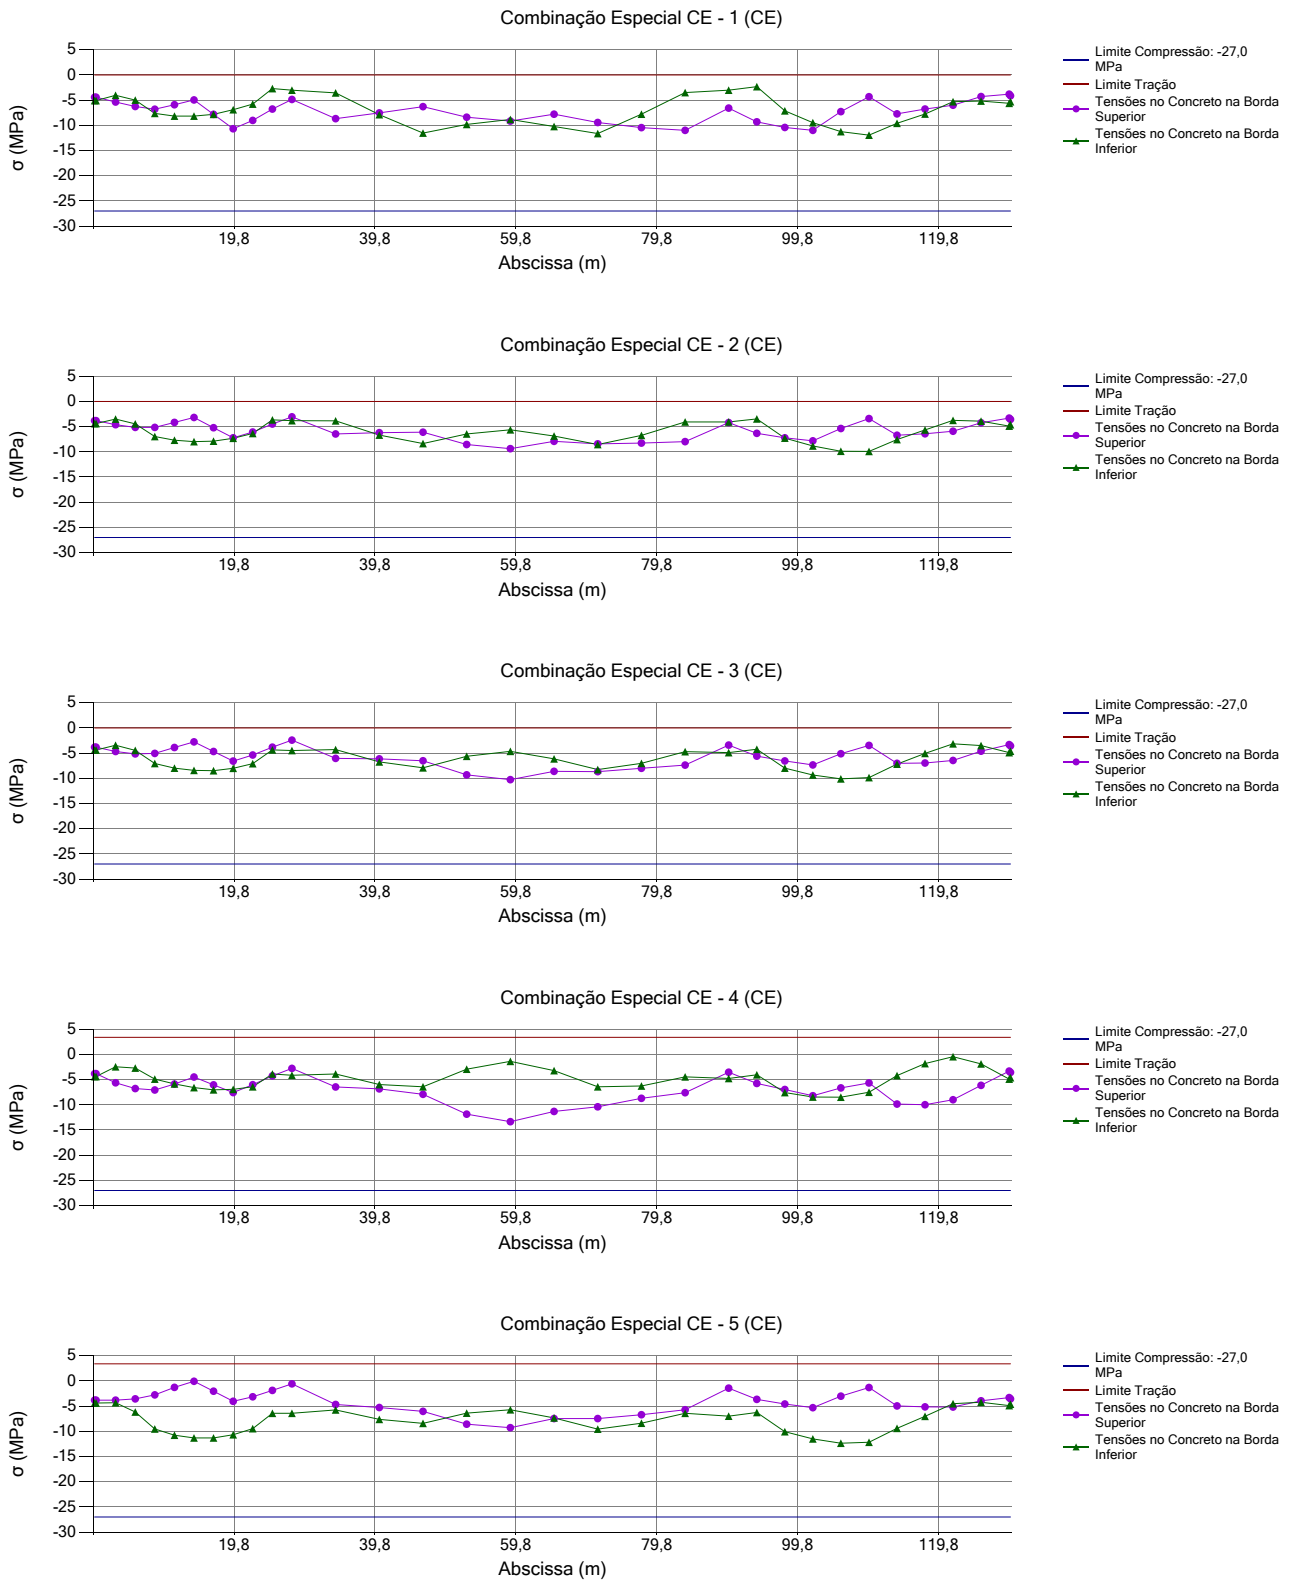 Combinação Especial CE - 1 (CE)
5
0
-5
-10
-15
-20
-25
-30
σ (MPa)
19,8
39,8
59,8
79,8
99,8
119,8
Abscissa (m)
Limite Compressão: -27,0
MPa
Limite Tração
Tensões no Concreto na Borda
Superior
Tensões no Concreto na Borda
Inferior
Combinação Especial CE - 2 (CE)
5
0
-5
-10
-15
-20
-25
-30
σ (MPa)
19,8
39,8
59,8
79,8
99,8
119,8
Abscissa (m)
Limite Compressão: -27,0
MPa
Limite Tração
Tensões no Concreto na Borda
Superior
Tensões no Concreto na Borda
Inferior
Combinação Especial CE - 3 (CE)
5
0
-5
-10
-15
-20
-25
-30
σ (MPa)
19,8
39,8
59,8
79,8
99,8
119,8
Abscissa (m)
Limite Compressão: -27,0
MPa
Limite Tração
Tensões no Concreto na Borda
Superior
Tensões no Concreto na Borda
Inferior
Combinação Especial CE - 4 (CE)
5
0
-5
-10
-15
-20
-25
-30
σ (MPa)
19,8
39,8
59,8
79,8
99,8
119,8
Abscissa (m)
Limite Compressão: -27,0
MPa
Limite Tração
Tensões no Concreto na Borda
Superior
Tensões no Concreto na Borda
Inferior
Combinação Especial CE - 5 (CE)
5
0
-5
-10
-15
-20
-25
-30
σ (MPa)
19,8
39,8
59,8
79,8
99,8
119,8
Abscissa (m)
Limite Compressão: -27,0
MPa
Limite Tração
Tensões no Concreto na Borda
Superior
Tensões no Concreto na Borda
Inferior